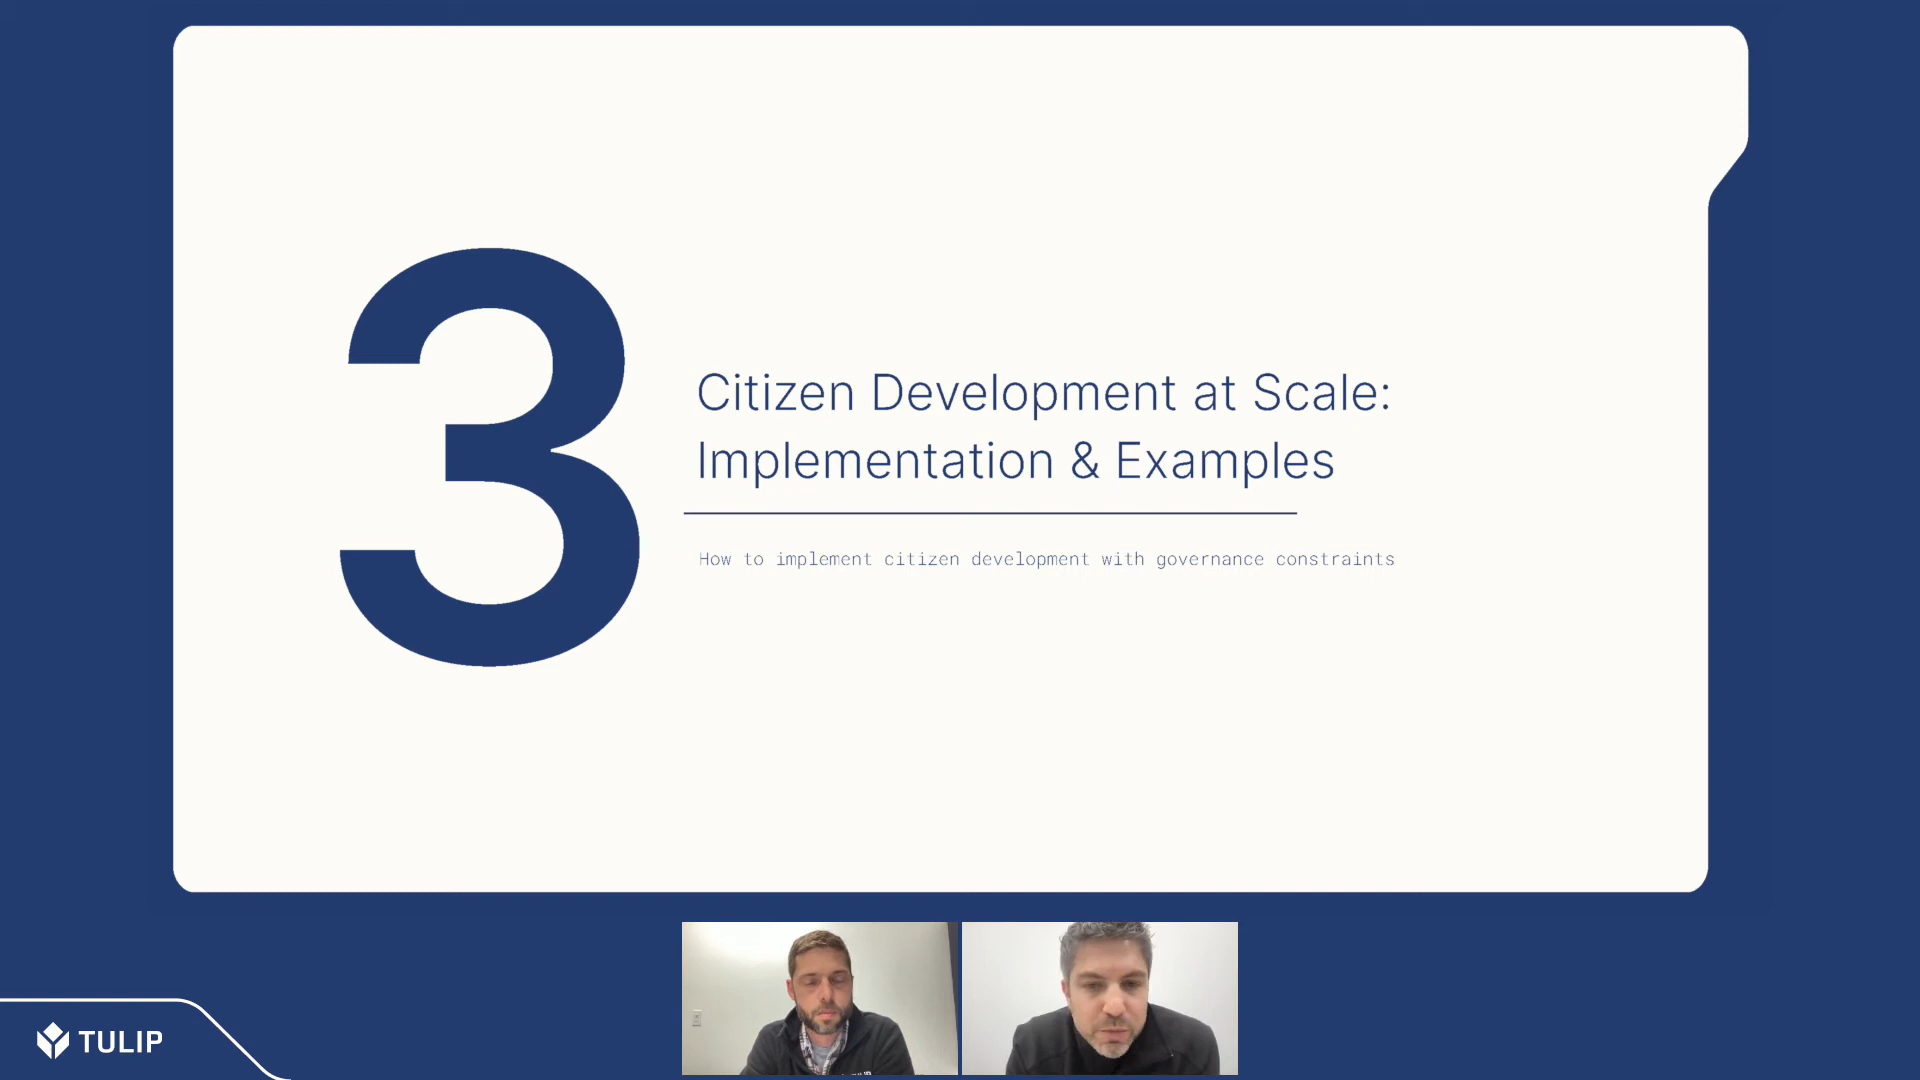 3
Citizen Development at Scale:
Implementation & Examples
How to implement citizen development with governance constraints
TULIP